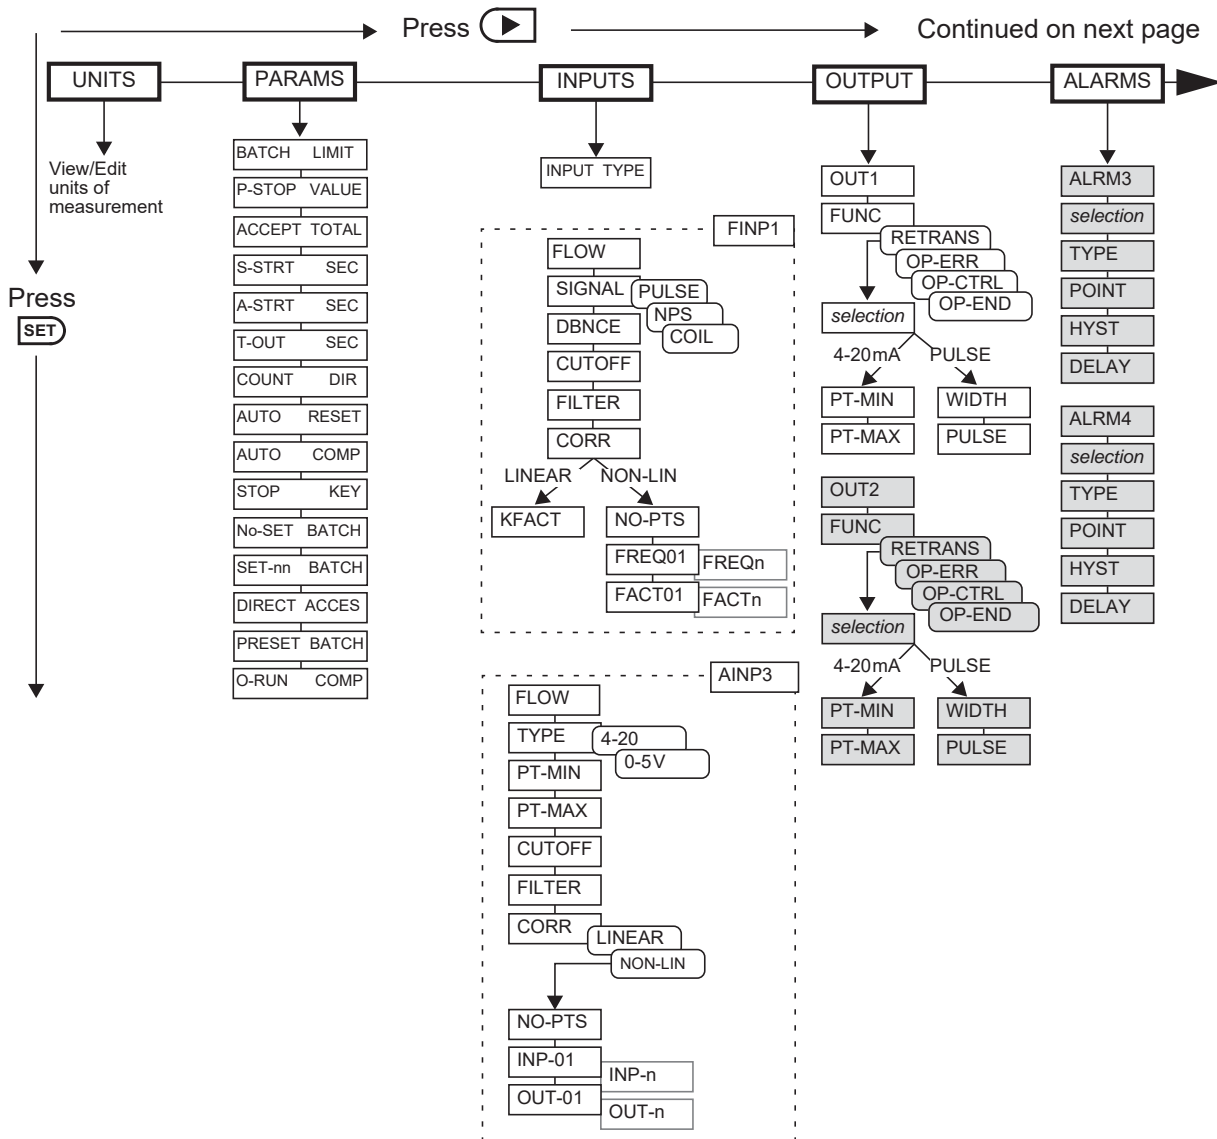 Press
Continued on next page
UNITS
PARAMS
INPUTS
OUTPUT
ALARMS
View/Edit
units of
measurement
Press
SET
BATCH LIMIT
P-STOP VALUE
ACCEPT TOTAL
S-STRT SEC
A-STRT SEC
T-OUT SEC
COUNT DIR
AUTO RESET
AUTO COMP
STOP KEY
No-SET BATCH
SET-nn BATCH
DIRECT ACCES
PRESET BATCH
O-RUN COMP
INPUT TYPE
FINP1
FLOW
SIGNAL
PULSE
NPS
COIL
DBNCE
CUTOFF
FILTER
CORR
LINEAR
NON-LIN
KFACT
NO-PTS
FREQ01
FREQn
FACT01
FACTn
AINP3
FLOW
TYPE
4-20
0-5V
PT-MIN
PT-MAX
CUTOFF
FILTER
CORR
LINEAR
NON-LIN
NO-PTS
INP-01
INP-n
OUT-01
OUT-n
OUT1
FUNC
RETRANS
OP-ERR
OP-CTRL
OP-END
selection
4-20mA
PULSE
PT-MIN
WIDTH
PT-MAX
PULSE
OUT2
FUNC
RETRANS
OP-ERR
OP-CTRL
OP-END
selection
4-20mA
PULSE
PT-MIN
WIDTH
PT-MAX
PULSE
ALRM3
selection
TYPE
POINT
HYST
DELAY
ALRM4
selection
TYPE
POINT
HYST
DELAY